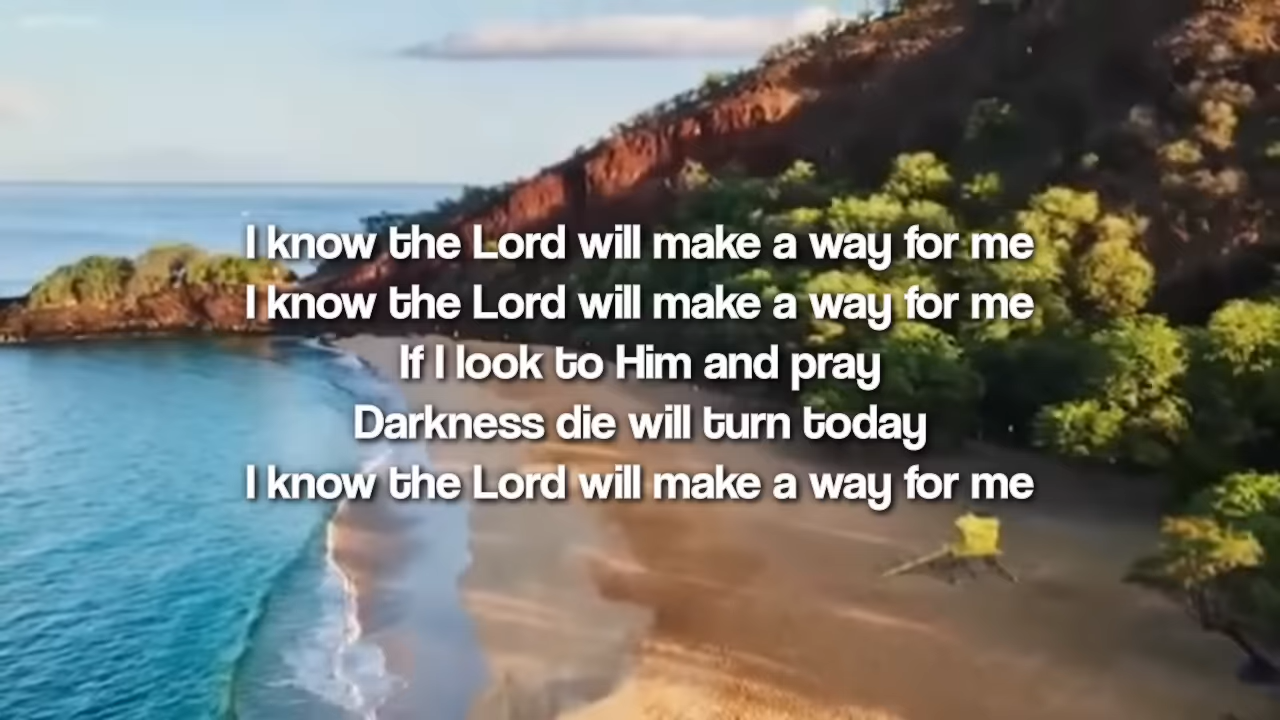 I know the Lord will make a way for me
I know the Lord will make a way for me
If I look to Him and pray
Darkness die will turn today
I know the Lord will make a way for me